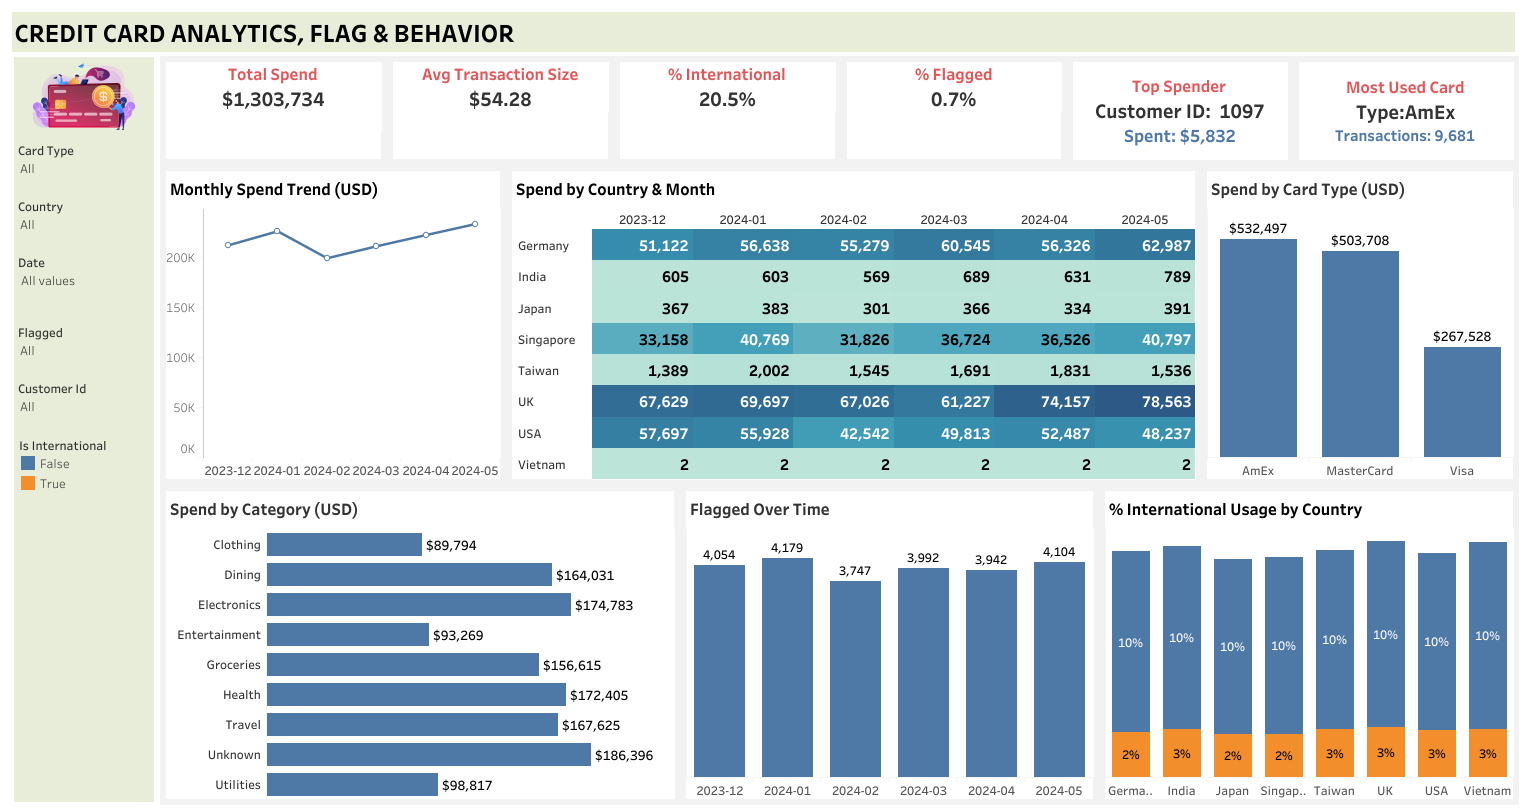 CREDIT CARD ANALYTICS, FLAG & BEHAVIOR
Card Type
All
Country
All
Date
All values
Flagged
All
Customer Id
All
Is International
False
True
Total Spend
$1,303,734
Avg Transaction Size
$54.28
% International
20.5%
% Flagged
0.7%
Top Spender
Customer ID: 1097
Spent: $5,832
Most Used Card
Type:AmEx
Transactions: 9,681
Monthly Spend Trend (USD)
200K
150K
100K
50K
0K
2023-12 2024-01 2024-02 2024-03 2024-04 2024-05
Spend by Country & Month
2023-12 2024-01 2024-02 2024-03 2024-04 2024-05
Germany 51,122 56,638 55,279 60,545 56,326 62,987
India 605 603 569 689 631 789
Japan 367 383 301 366 334 391
Singapore 33,158 40,769 31,826 36,724 36,526 40,797
Taiwan 1,389 2,002 1,545 1,691 1,831 1,536
UK 67,629 69,697 67,026 61,227 74,157 78,563
USA 57,697 55,928 42,542 49,813 52,487 48,237
Vietnam 2 2 2 2 2 2
Spend by Card Type (USD)
$532,497 $503,708 $267,528
AmEx MasterCard Visa
Spend by Category (USD)
Clothing $89,794
Dining $164,031
Electronics $174,783
Entertainment $93,269
Groceries $156,615
Health $172,405
Travel $167,625
Unknown $186,396
Utilities $98,817
Flagged Over Time
4,054 4,179 3,747 3,992 3,942 4,104
2023-12 2024-01 2024-02 2024-03 2024-04 2024-05
% International Usage by Country
10% 10% 10% 10% 10% 10% 10% 10%
2% 3% 2% 2% 3% 3% 3% 3%
Germa.. India Japan Singap.. Taiwan UK USA Vietnam